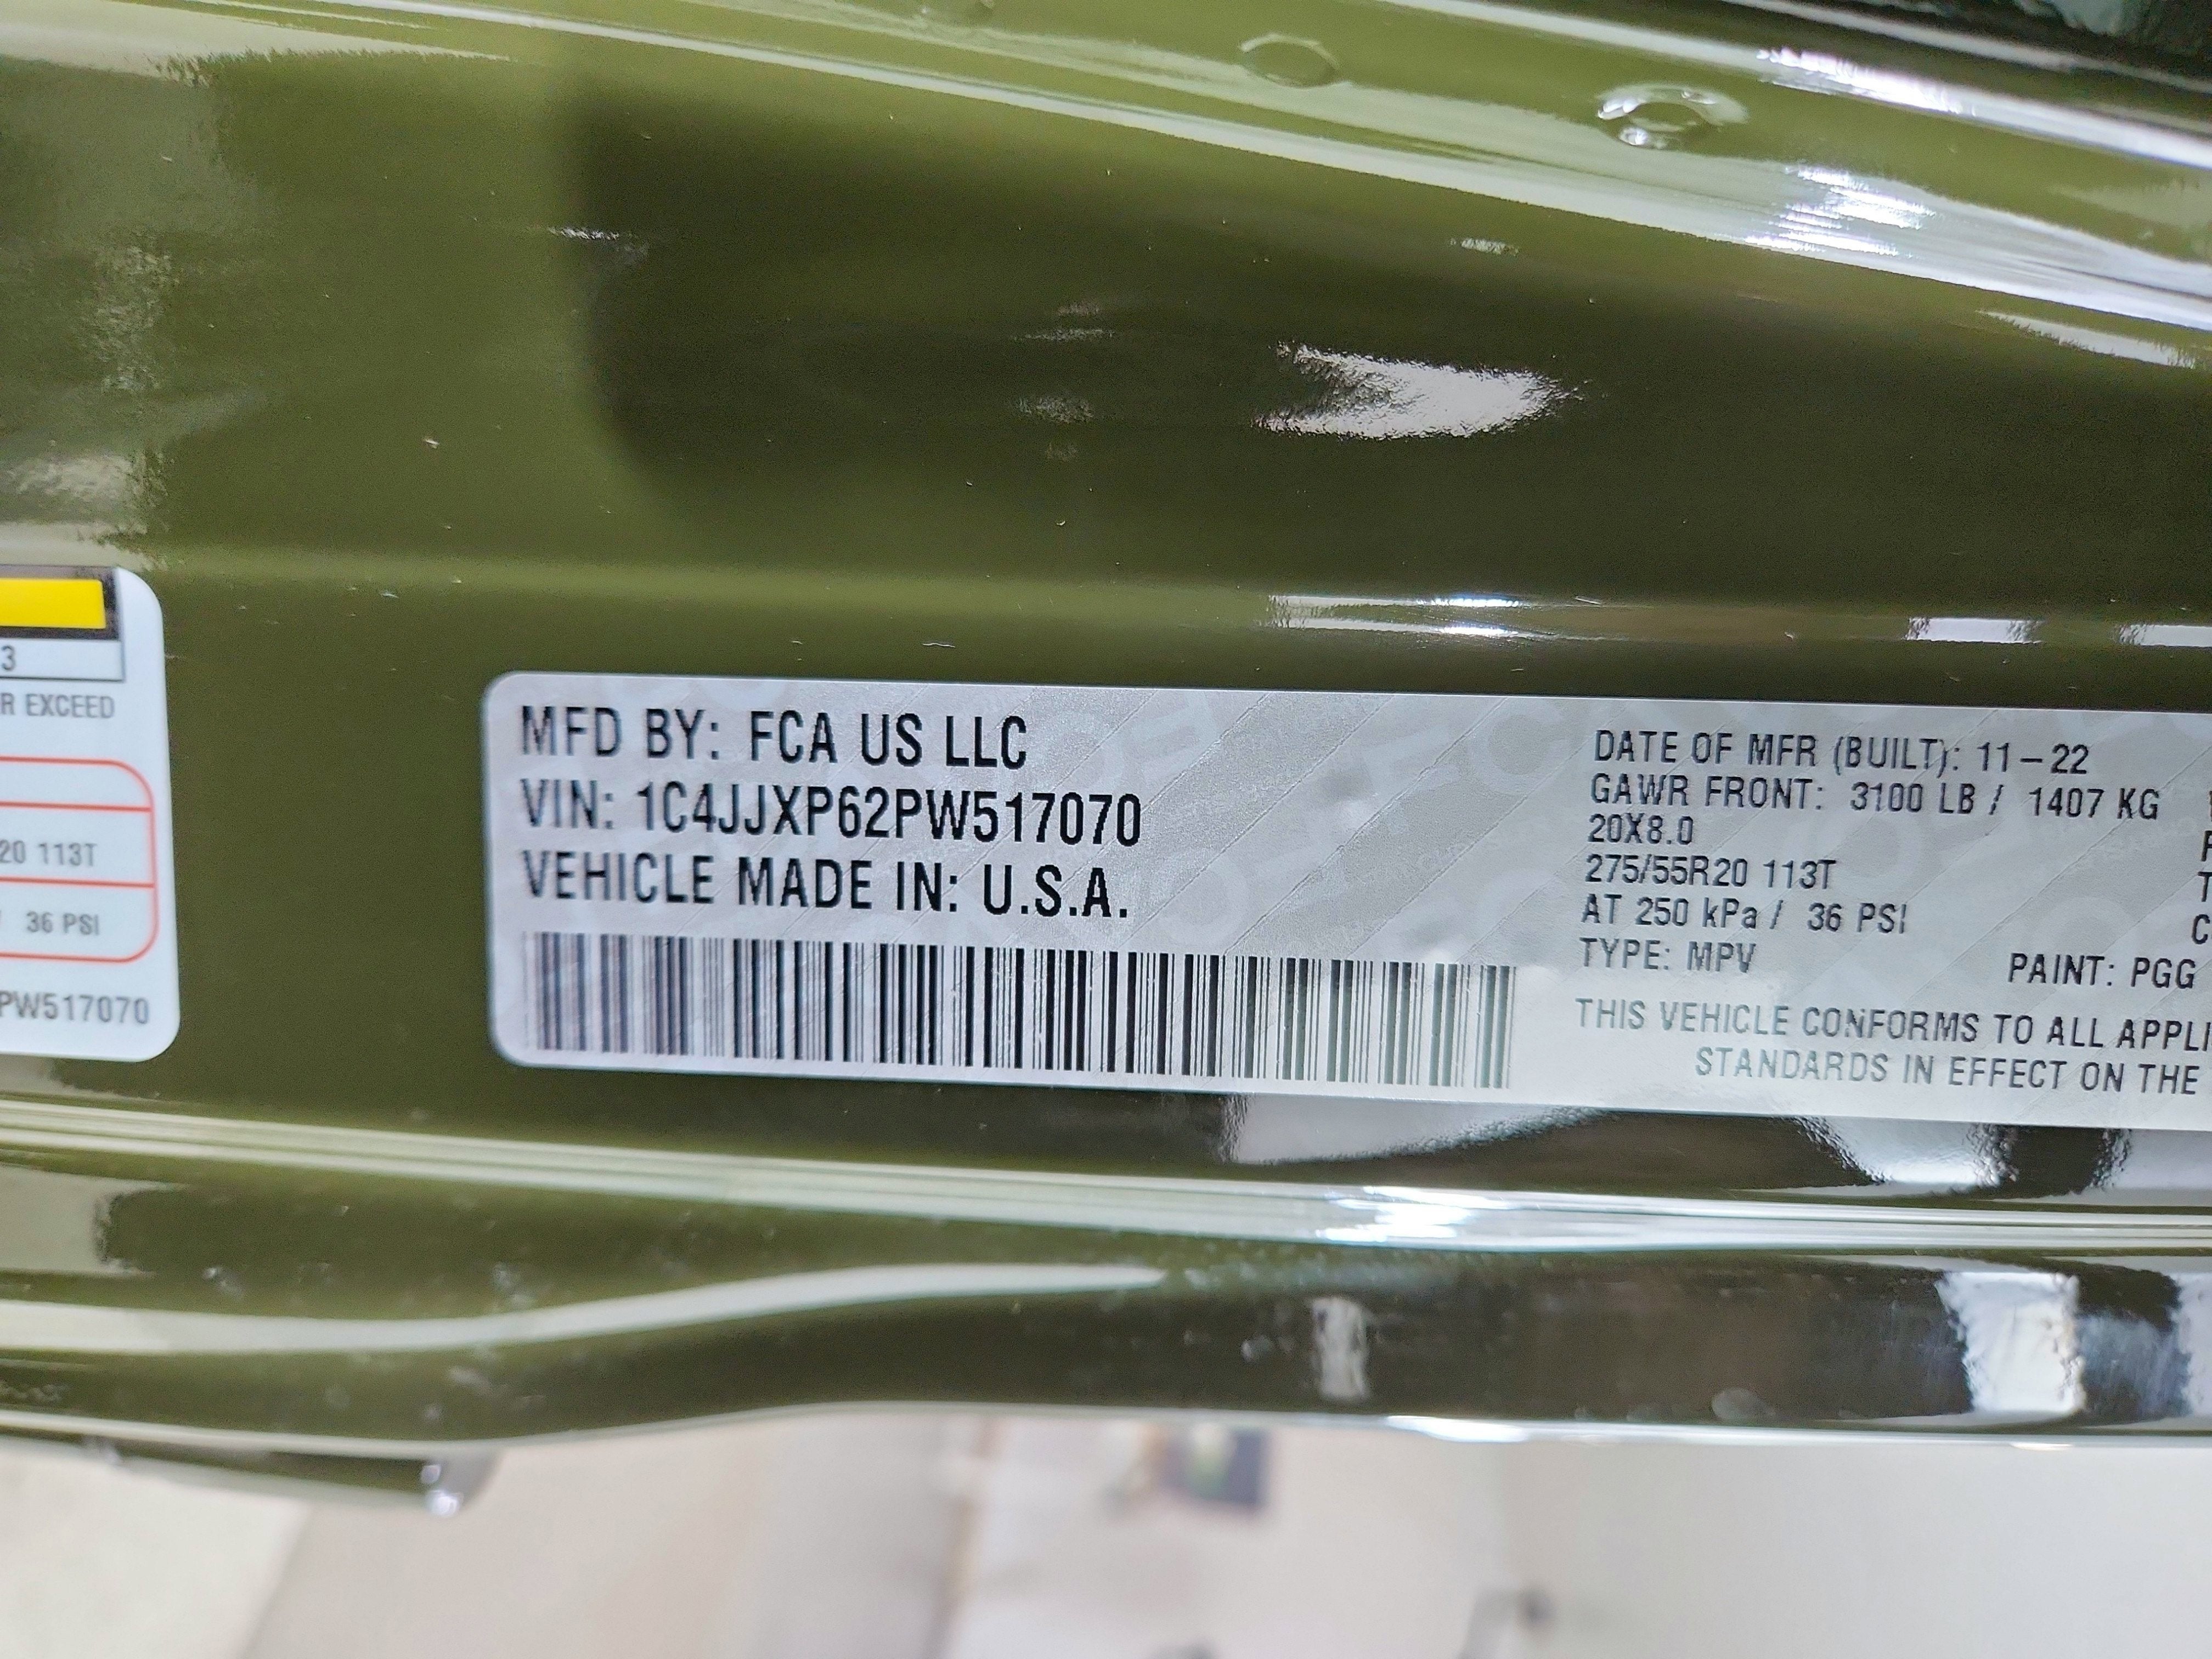 3
R EXCEED
20 113T
36 PSI
PW517070
MFD BY: FCA US LLC
VIN: 1C4JJXP62PW517070
VEHICLE MADE IN: U.S.A.
DATE OF MFR (BUILT): 11-22
GAWR FRONT: 3100 LB / 1407 KG
20X8.0
275/55R20 113T
AT 250 kPa / 36 PSI
TYPE: MPV
PAINT: PGG
THIS VEHICLE CONFORMS TO ALL APPLI
STANDARDS IN EFFECT ON THE